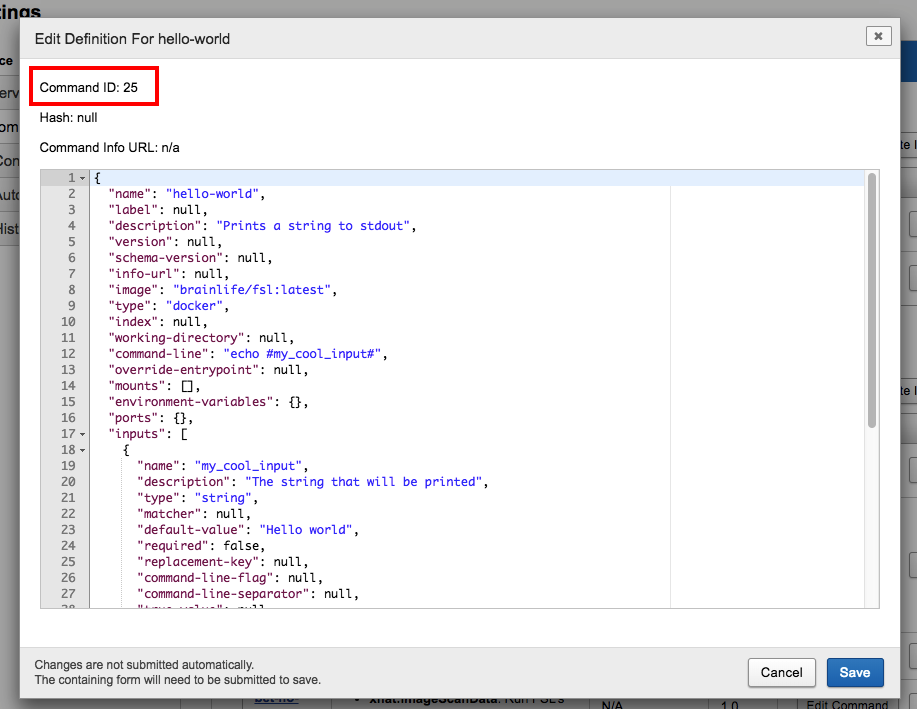 tings
Edit Definition For hello-world
Command ID: 25
Hash: null
Command Info URL: n/a
1 {
2 "name": "hello-world",
3 "label": null,
4 "description": "Prints a string to stdout",
5 "version": null,
6 "schema-version": null,
7 "info-url": null,
8 "image": "brainlife/fsl:latest",
9 "type": "docker",
10 "index": null,
11 "working-directory": null,
12 "command-line": "echo #my_cool_input#",
13 "override-entrypoint": null,
14 "mounts": [],
15 "environment-variables": {},
16 "ports": {},
17 "inputs": [
18 {
19 "name": "my_cool_input",
20 "description": "The string that will be printed",
21 "type": "string",
22 "matcher": null,
23 "default-value": "Hello world",
24 "required": false,
25 "replacement-key": null,
26 "command-line-flag": null,
27 "command-line-separator": null,
28 "true-value": null
Changes are not submitted automatically.
The containing form will need to be submitted to save.
Cancel
Save
xnat:imageScanData: Run FSL's
N/A
1.0
Edit Command